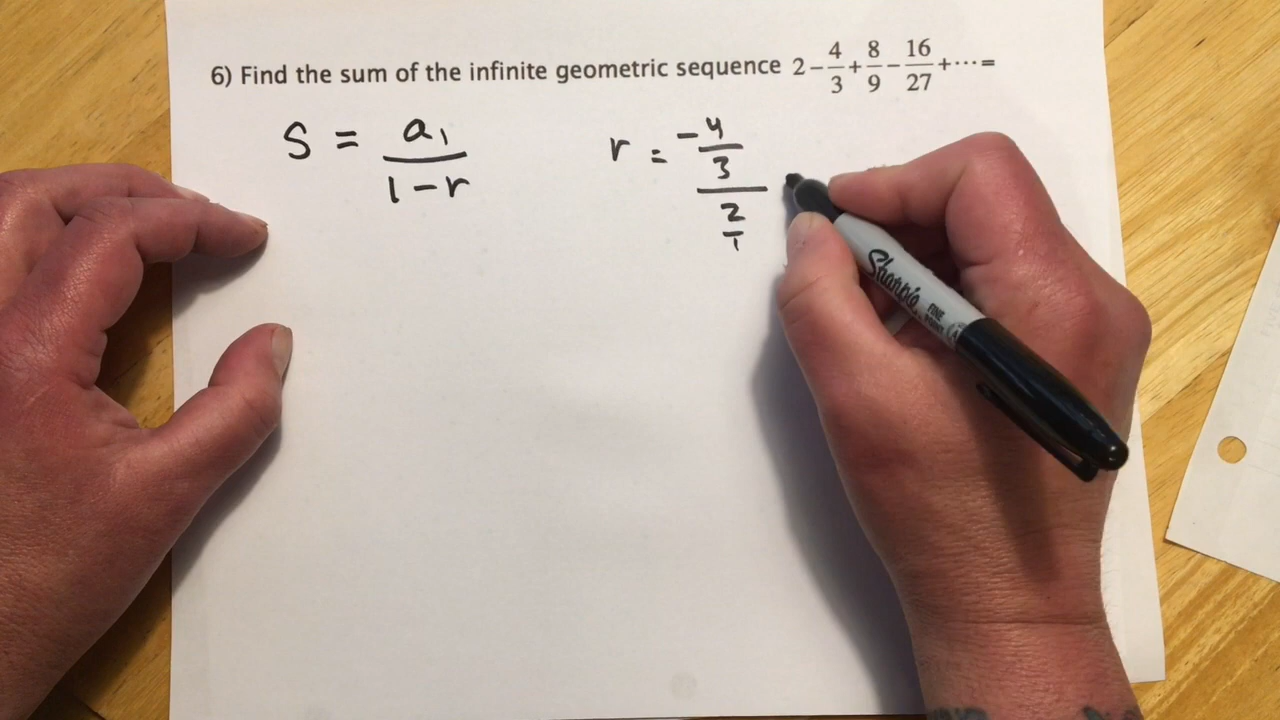 6) Find the sum of the infinite geometric sequence 2 - 4/3 + 8/9 - 16/27 + ··· =
S = a₁/(1-r)
r = (-4/3)/(2/1)
Sharpie
FINE POINT